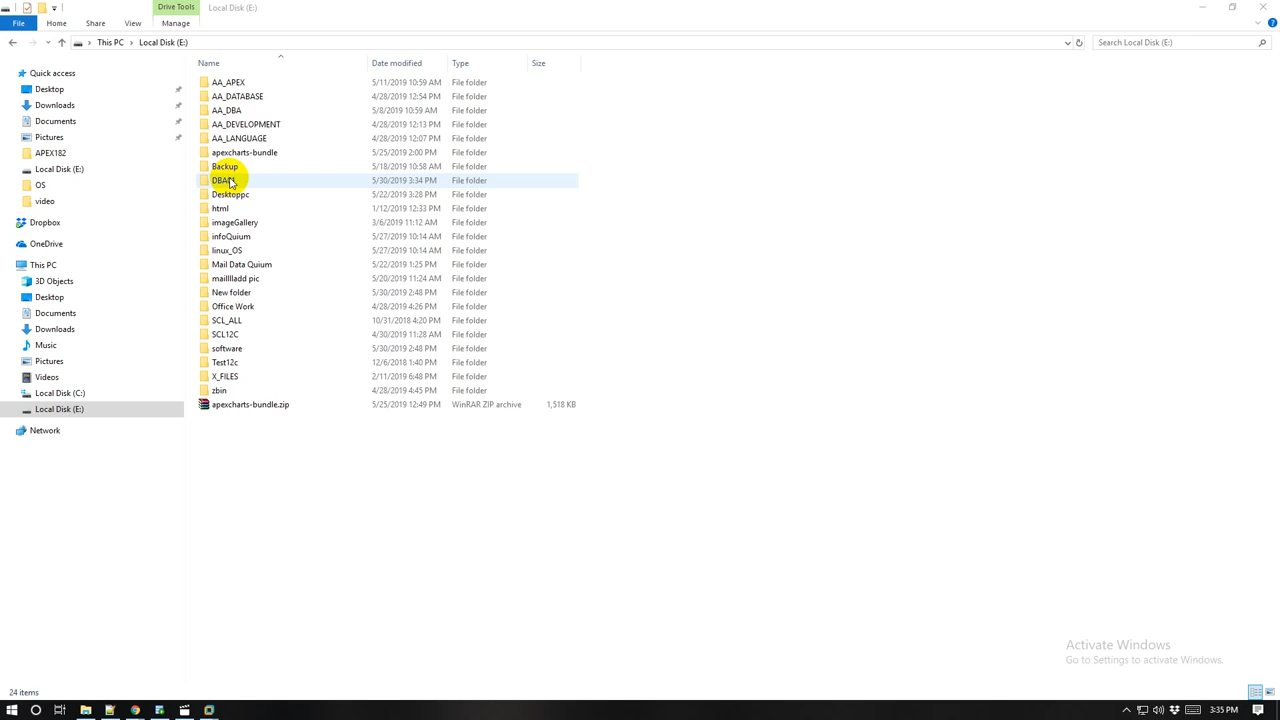 Drive Tools Local Disk (E:)
File Home Share View Manage
This PC Local Disk (E:) Search Local Disk (E:)
Name Date modified Type Size
Quick access
Desktop
Downloads
Documents
Pictures
APEX182
Local Disk (E:)
OS
video
Dropbox
OneDrive
This PC
3D Objects
Desktop
Documents
Downloads
Music
Pictures
Videos
Local Disk (C:)
Local Disk (E:)
Network
AA_APEX 5/11/2019 10:59 AM File folder
AA_DATABASE 4/28/2019 12:54 PM File folder
AA_DBA 5/8/2019 10:59 AM File folder
AA_DEVELOPMENT 4/28/2019 12:13 PM File folder
AA_LANGUAGE 4/28/2019 12:07 PM File folder
apexcharts-bundle 5/25/2019 2:00 PM File folder
Backup 5/18/2019 10:58 AM File folder
5/30/2019 3:34 PM File folder
Desktoppc 5/22/2019 3:28 PM File folder
html 1/12/2019 12:33 PM File folder
imageGallery 3/6/2019 11:12 AM File folder
infoQuium 5/27/2019 10:14 AM File folder
linux_OS 5/27/2019 10:14 AM File folder
Mail Data Quium 5/22/2019 1:25 PM File folder
5/20/2019 11:24 AM File folder
New folder 5/30/2019 2:48 PM File folder
Office Work 4/28/2019 4:26 PM File folder
SCL_ALL 10/31/2018 4:20 PM File folder
SCL12C 4/30/2019 11:28 AM File folder
software 5/30/2019 2:48 PM File folder
Test12c 12/6/2018 1:40 PM File folder
X_FILES 2/11/2019 6:48 PM File folder
zbin 4/28/2019 4:45 PM File folder
apexcharts-bundle.zip 5/25/2019 12:49 PM WinRAR ZIP archive 1,518 KB
Activate Windows
Go to Settings to activate Windows.
24 items
3:35 PM